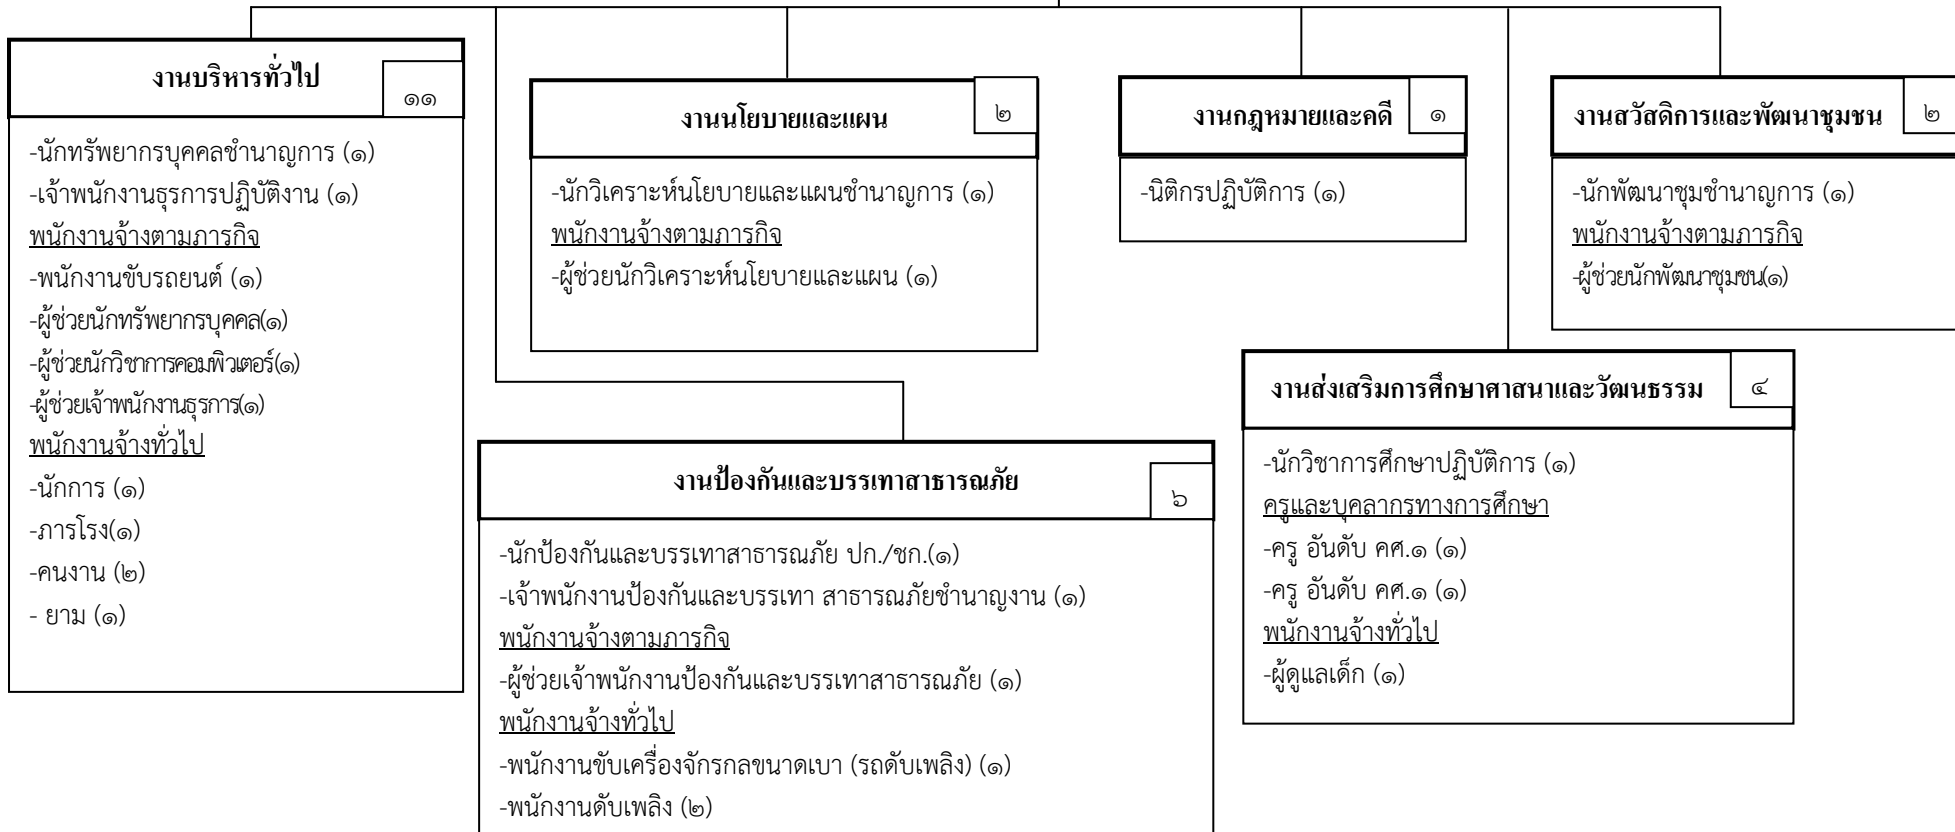 งานบริหารทั่วไป
๑๑
-นักทรัพยากรบุคคลชำนาญการ (๑)
-เจ้าพนักงานธุรการปฏิบัติงาน (๑)
พนักงานจ้างตามภารกิจ
-พนักงานขับรถยนต์ (๑)
-ผู้ช่วยนักทรัพยากรบุคคล(๑)
-ผู้ช่วยนักวิชาการคอมพิวเตอร์(๑)
-ผู้ช่วยเจ้าพนักงานธุรการ(๑)
พนักงานจ้างทั่วไป
-นักการ (๑)
-ภารโรง(๑)
-คนงาน (๒)
- ยาม (๑)
งานนโยบายและแผน
๒
-นักวิเคราะห์นโยบายและแผนชำนาญการ (๑)
พนักงานจ้างตามภารกิจ
-ผู้ช่วยนักวิเคราะห์นโยบายและแผน (๑)
งานกฎหมายและคดี
๑
-นิติกรปฏิบัติการ (๑)
งานสวัสดิการและพัฒนาชุมชน
๒
-นักพัฒนาชุมชำนาญการ (๑)
พนักงานจ้างตามภารกิจ
-ผู้ช่วยนักพัฒนาชุมชน(๑)
งานป้องกันและบรรเทาสาธารณภัย
๖
-นักป้องกันและบรรเทาสาธารณภัย ปก./ชก.(๑)
-เจ้าพนักงานป้องกันและบรรเทา สาธารณภัยชำนาญงาน (๑)
พนักงานจ้างตามภารกิจ
-ผู้ช่วยเจ้าพนักงานป้องกันและบรรเทาสาธารณภัย (๑)
พนักงานจ้างทั่วไป
-พนักงานขับเครื่องจักรกลขนาดเบา (รถดับเพลิง) (๑)
-พนักงานดับเพลิง (๒)
งานส่งเสริมการศึกษาศาสนาและวัฒนธรรม
๔
-นักวิชาการศึกษาปฏิบัติการ (๑)
ครูและบุคลากรทางการศึกษา
-ครู อันดับ คศ.๑ (๑)
-ครู อันดับ คศ.๑ (๑)
พนักงานจ้างทั่วไป
-ผู้ดูแลเด็ก (๑)